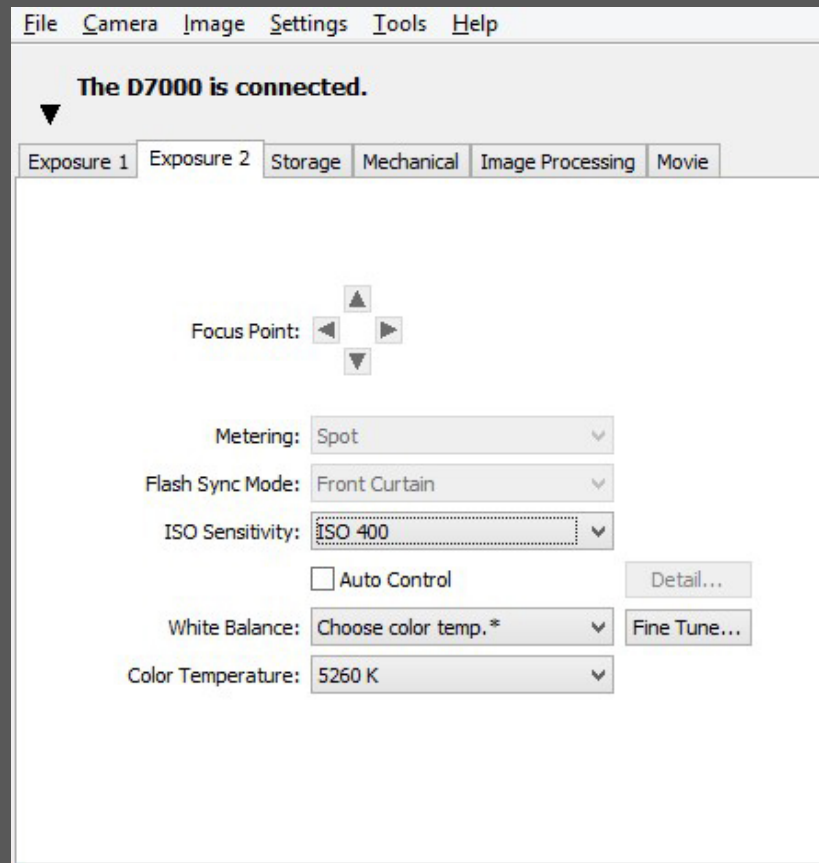 File Camera Image Settings Tools Help
The D7000 is connected.
Exposure 1 Exposure 2 Storage Mechanical Image Processing Movie
Focus Point:
Metering: Spot
Flash Sync Mode: Front Curtain
ISO Sensitivity: ISO 400
Auto Control Detail...
White Balance: Choose color temp.* Fine Tune...
Color Temperature: 5260 K